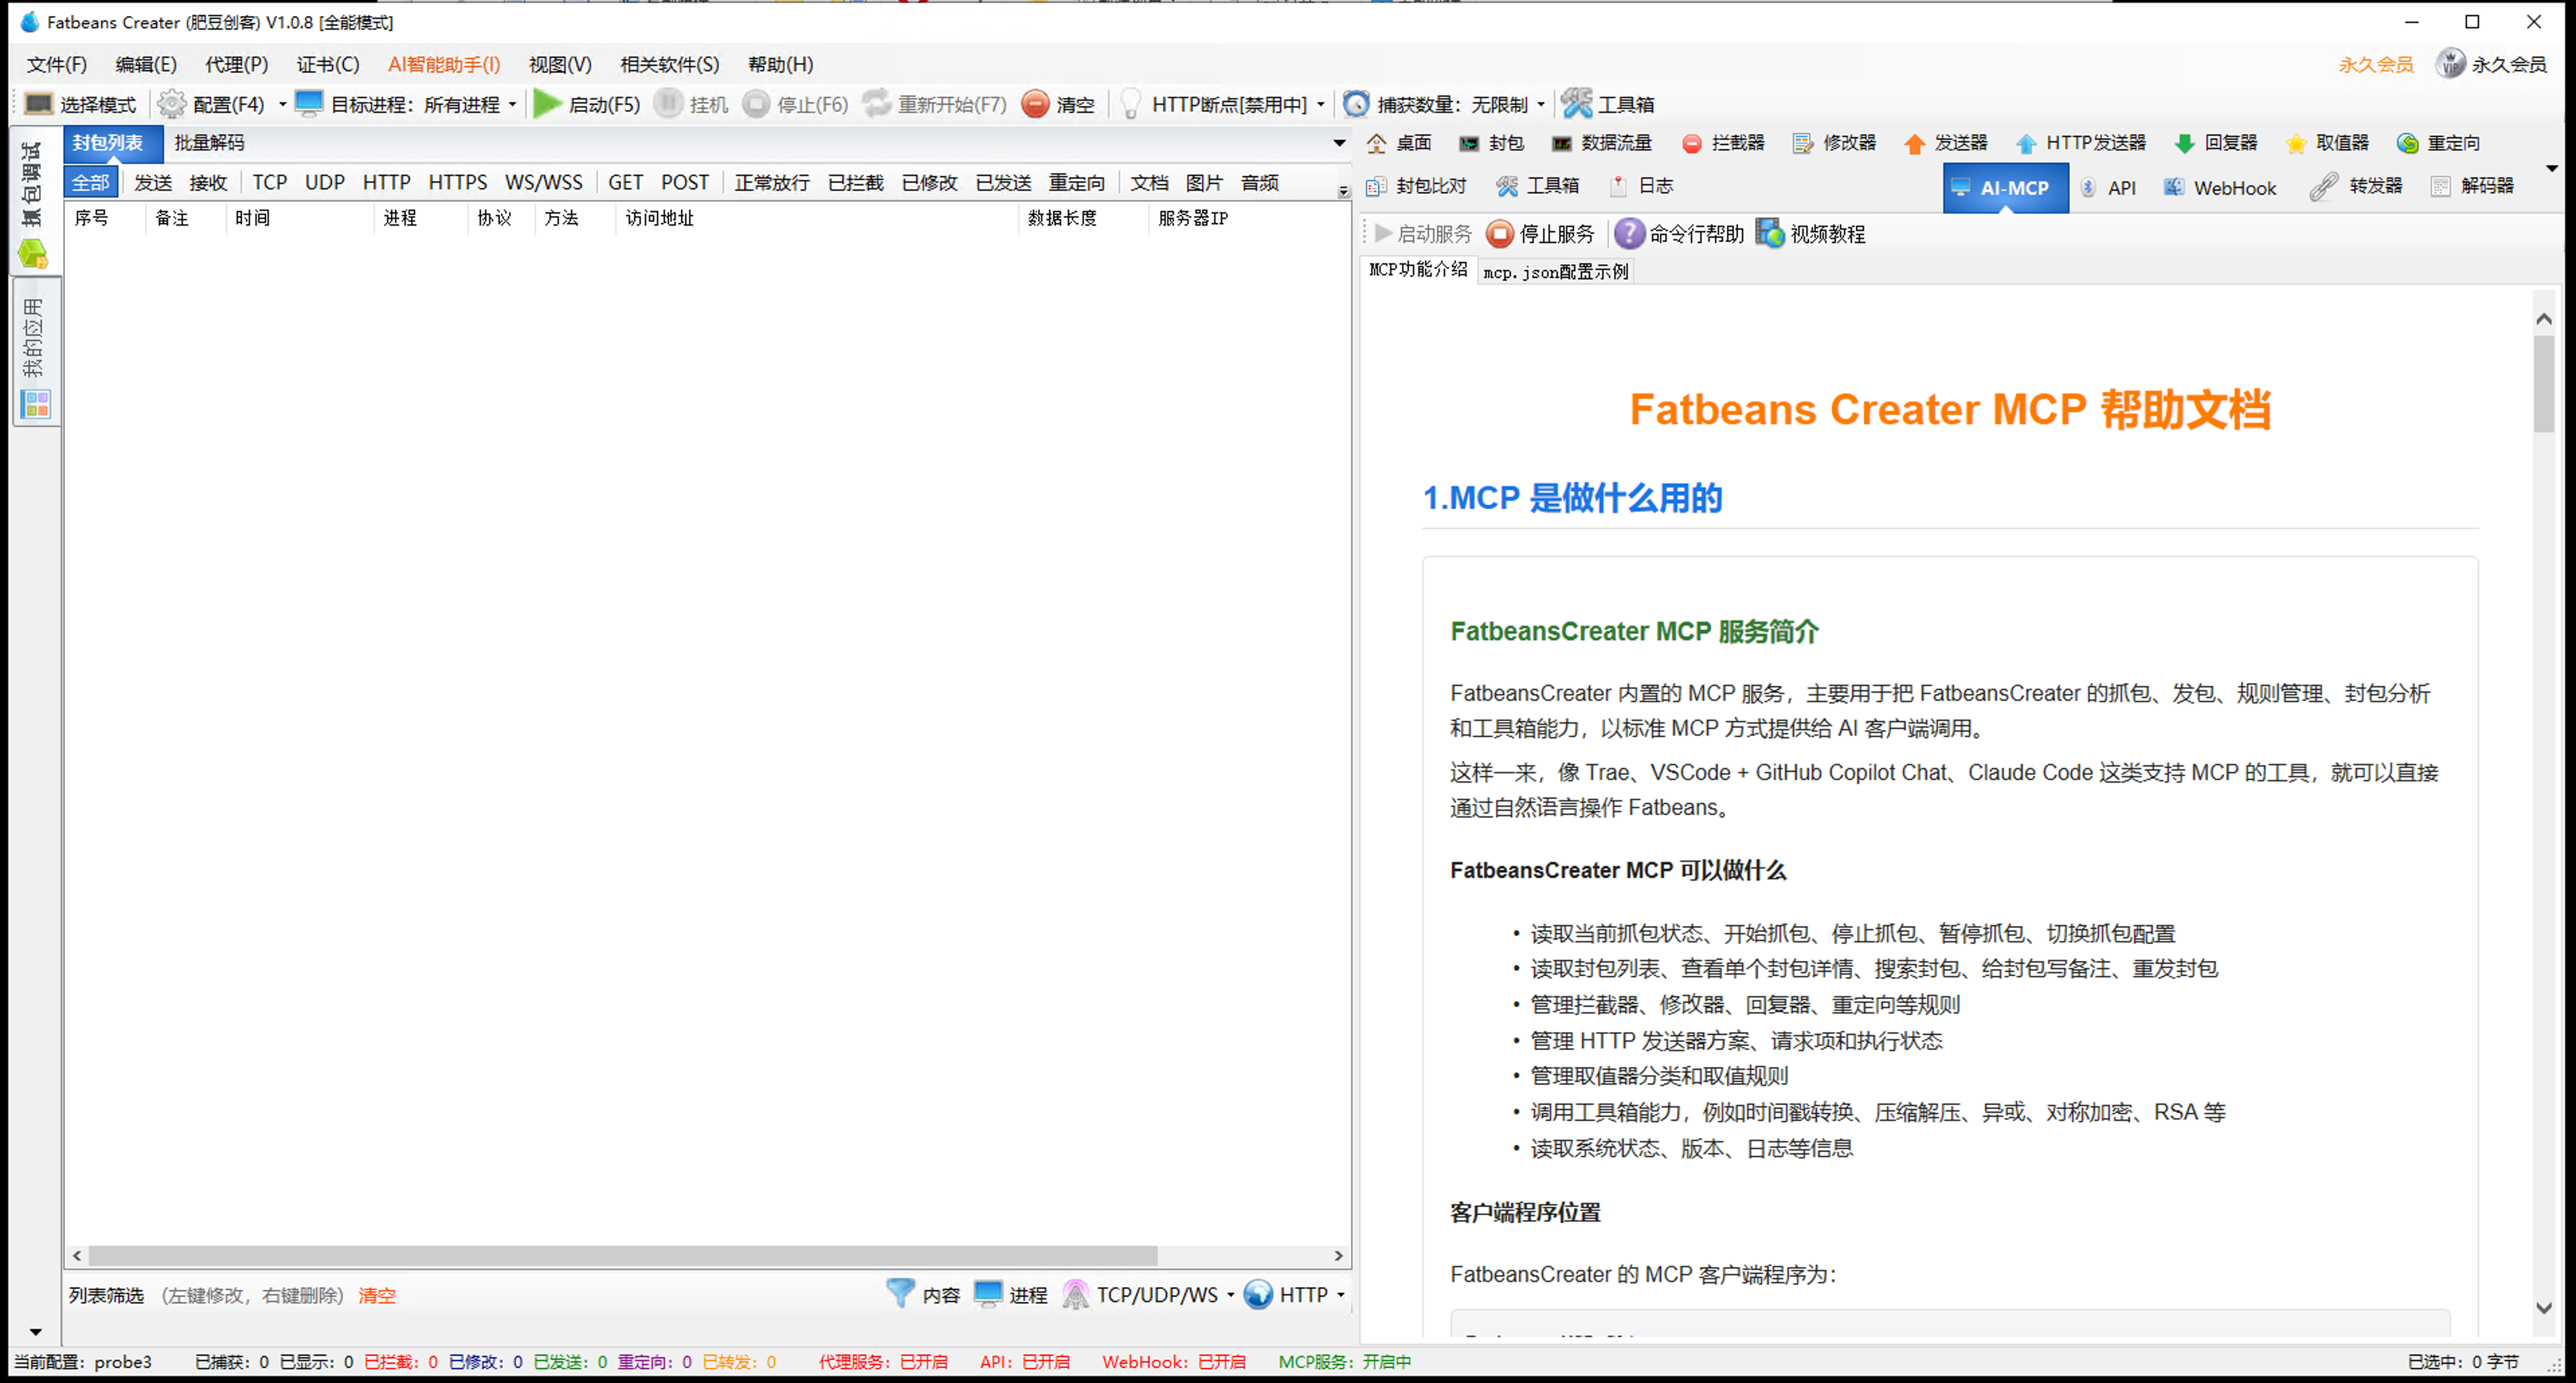 Fatbeans Creater (肥豆创客) V1.0.8 [全能模式]
文件(F) 编辑(E) 代理(P) 证书(C) AI智能助手(I) 视图(V) 相关软件(S) 帮助(H) 永久会员 VIP 永久会员
选择模式 配置(F4) 目标进程：所有进程 启动(F5) 挂机 停止(F6) 重新开始(F7) 清空 HTTP断点[禁用中] 捕获数量：无限制 工具箱
抓包调试
我的应用
封包列表 批量解码
全部 发送 接收 TCP UDP HTTP HTTPS WS/WSS GET POST 正常放行 已拦截 已修改 已发送 重定向 文档 图片 音频
序号 备注 时间 进程 协议 方法 访问地址 数据长度 服务器IP
列表筛选 (左键修改，右键删除) 清空 内容 进程 TCP/UDP/WS HTTP
桌面 封包 数据流量 拦截器 修改器 发送器 HTTP发送器 回复器 取值器 重定向
封包比对 工具箱 日志 AI-MCP API WebHook 转发器 解码器
启动服务 停止服务 命令行帮助 视频教程
MCP功能介绍 mcp.json配置示例
Fatbeans Creater MCP 帮助文档
1.MCP 是做什么用的
FatbeansCreater MCP 服务简介
FatbeansCreater 内置的 MCP 服务，主要用于把 FatbeansCreater 的抓包、发包、规则管理、封包分析
和工具箱能力，以标准 MCP 方式提供给 AI 客户端调用。
这样一来，像 Trae、VSCode + GitHub Copilot Chat、Claude Code 这类支持 MCP 的工具，就可以直接
通过自然语言操作 Fatbeans。
FatbeansCreater MCP 可以做什么
• 读取当前抓包状态、开始抓包、停止抓包、暂停抓包、切换抓包配置
• 读取封包列表、查看单个封包详情、搜索封包、给封包写备注、重发封包
• 管理拦截器、修改器、回复器、重定向等规则
• 管理 HTTP 发送器方案、请求项和执行状态
• 管理取值器分类和取值规则
• 调用工具箱能力，例如时间戳转换、压缩解压、异或、对称加密、RSA 等
• 读取系统状态、版本、日志等信息
客户端程序位置
FatbeansCreater 的 MCP 客户端程序为：
当前配置：probe3 已捕获：0 已显示：0 已拦截：0 已修改：0 已发送：0 重定向：0 已转发：0 代理服务：已开启 API：已开启 WebHook：已开启 MCP服务：开启中 已选中：0 字节